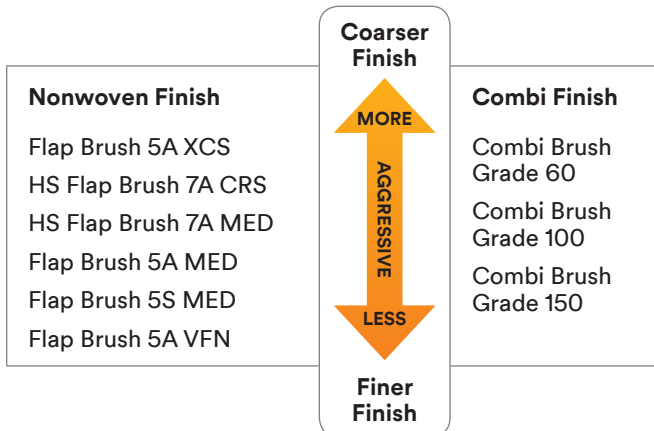 Coarser
Finish
Nonwoven Finish
Flap Brush 5A XCS
HS Flap Brush 7A CRS
HS Flap Brush 7A MED
Flap Brush 5A MED
Flap Brush 5S MED
Flap Brush 5A VFN
MORE
AGGRESSIVE
LESS
Finer
Finish
Combi Finish
Combi Brush
Grade 60
Combi Brush
Grade 100
Combi Brush
Grade 150